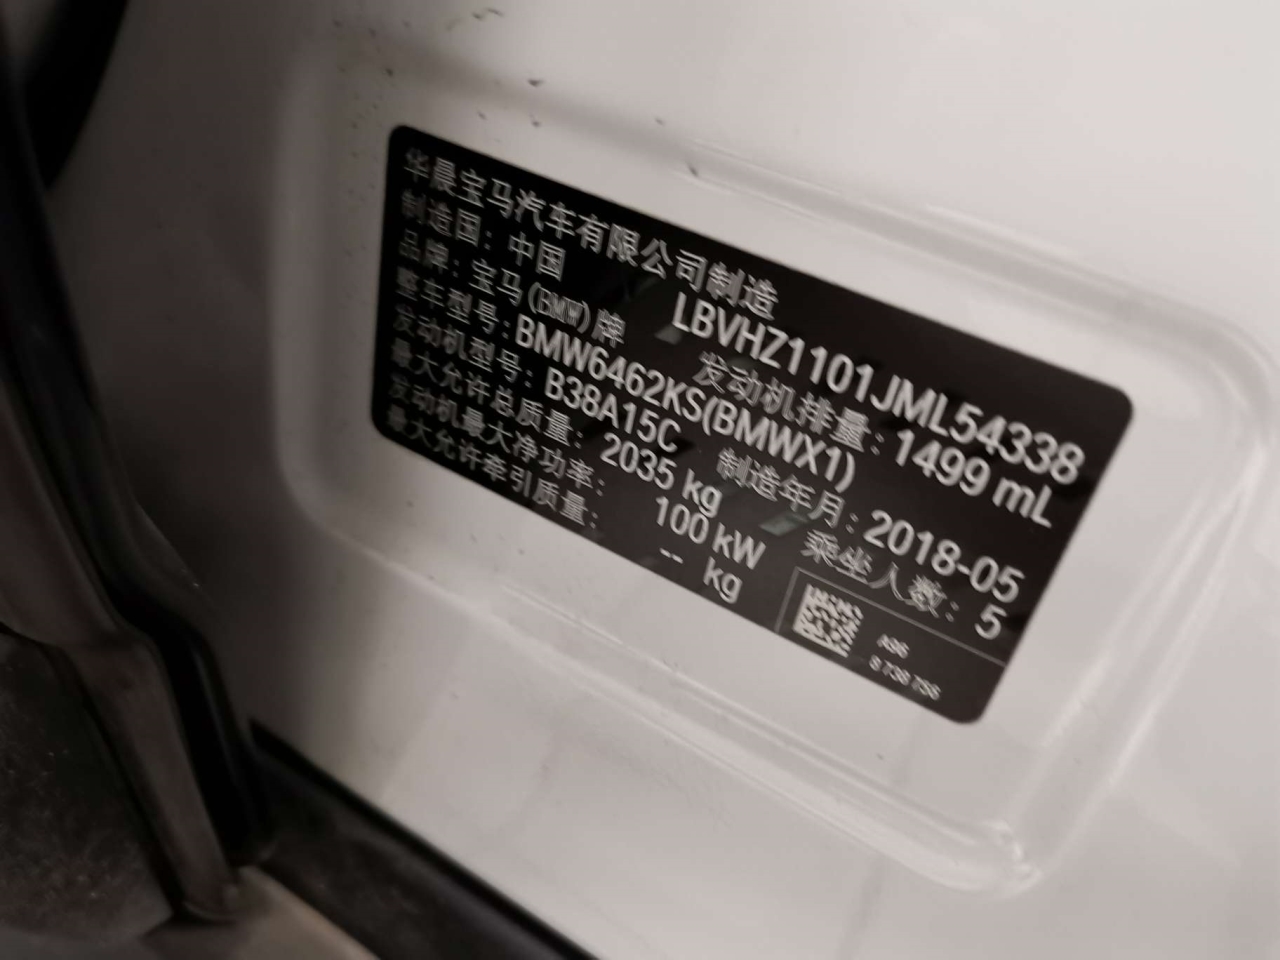 华晨宝马汽车有限公司制造
制造国：中国 LBVHZ1101JML54338
品牌：宝马(BMW)牌 发动机排量：1499 mL
整车型号：BMW6462KS(BMWX1)
发动机型号：B38A15C 制造年月：2018-05
最大允许总质量：2035 kg 乘坐人数：5
发动机最大净功率：100 kW
最大允许牵引质量：-- kg
A96
8 738 756